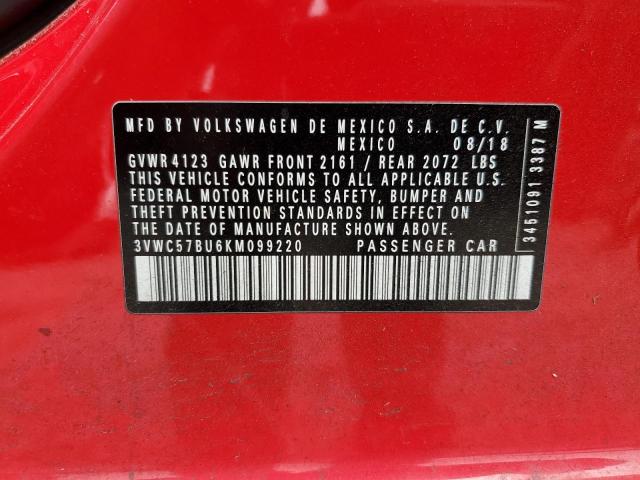 MFD BY VOLKSWAGEN DE MEXICO S.A. DE C.V.
MEXICO 08/18
GVWR 4123 GAWR FRONT 2161 / REAR 2072 LBS
THIS VEHICLE CONFORMS TO ALL APPLICABLE U.S.
FEDERAL MOTOR VEHICLE SAFETY, BUMPER AND
THEFT PREVENTION STANDARDS IN EFFECT ON
THE DATE OF MANUFACTURE SHOWN ABOVE.
3VWC57BU6KM099220 PASSENGER CAR
3451091 3387 M